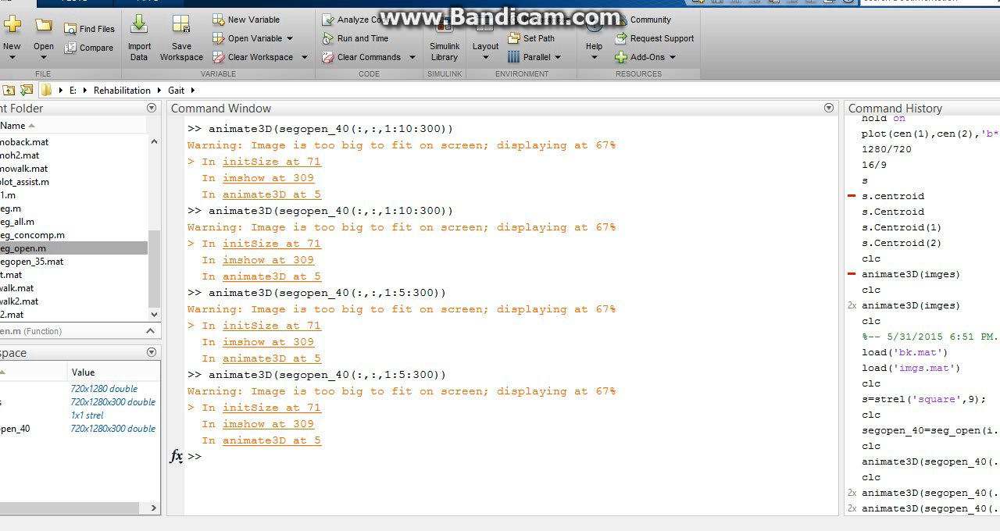 www.Bandicam.com
New
Open
Find Files
Compare
FILE
Import
Data
Save
Workspace
New Variable
Open Variable
Clear Workspace
VARIABLE
Analyze Co
Run and Time
Clear Commands
CODE
Simulink
Library
SIMULINK
Layout
Set Path
Parallel
ENVIRONMENT
Help
Community
Request Support
Add-Ons
RESOURCES
E: Rehabilitation Gait
nt Folder
Name
moback.mat
moh2.mat
mowalk.mat
plot_assist.m
1.m
eg.m
eg_all.m
eg_concomp.m
eg_open.m
egopen_35.mat
t.mat
walk.mat
walk2.mat
2.mat
en.m (Function)
space
Value
720x1280 double
s 720x1280x300 double
1x1 strel
open_40 720x1280x300 double
Command Window
>> animate3D(segopen_40(:,:,1:10:300))
Warning: Image is too big to fit on screen; displaying at 67%
> In initSize at 71
In imshow at 309
In animate3D at 5
>> animate3D(segopen_40(:,:,1:10:300))
Warning: Image is too big to fit on screen; displaying at 67%
> In initSize at 71
In imshow at 309
In animate3D at 5
>> animate3D(segopen_40(:,:,1:5:300))
Warning: Image is too big to fit on screen; displaying at 67%
> In initSize at 71
In imshow at 309
In animate3D at 5
>> animate3D(segopen_40(:,:,1:5:300))
Warning: Image is too big to fit on screen; displaying at 67%
> In initSize at 71
In imshow at 309
In animate3D at 5
fx >>
Command History
hold on
plot(cen(1),cen(2),'b*
1280/720
16/9
s
s.centroid
s.Centroid
s.Centroid(1)
s.Centroid(2)
clc
animate3D(imges)
clc
2x animate3D(imges)
clc
%-- 5/31/2015 6:51 PM.
load('bk.mat')
load('imgs.mat')
clc
s=strel('square',9);
clc
segopen_40=seg_open(i.
clc
animate3D(segopen_40(.
clc
2x animate3D(segopen_40(.
2x animate3D(segopen_40(.